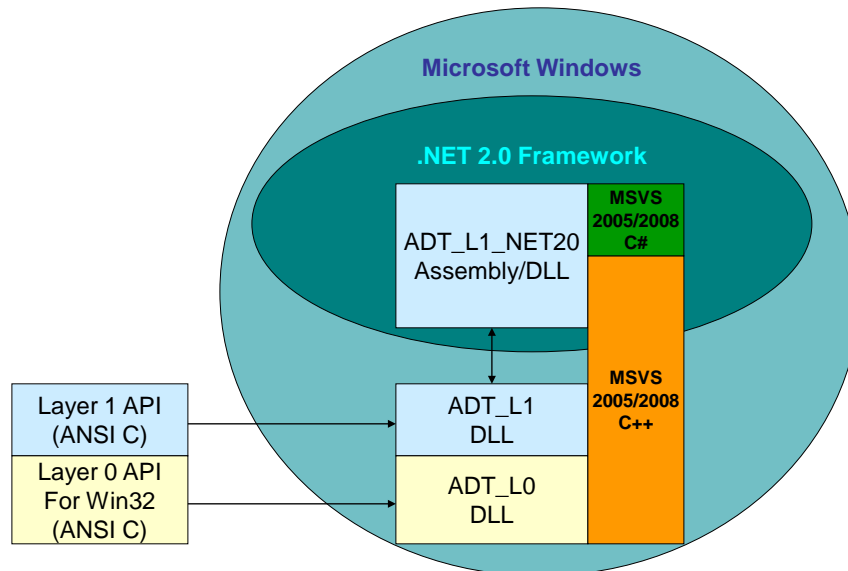 Microsoft Windows
.NET 2.0 Framework
ADT_L1_NET20
Assembly/DLL
MSVS
2005/2008
C#
MSVS
2005/2008
C++
Layer 1 API
(ANSI C)
ADT_L1
DLL
Layer 0 API
For Win32
(ANSI C)
ADT_L0
DLL